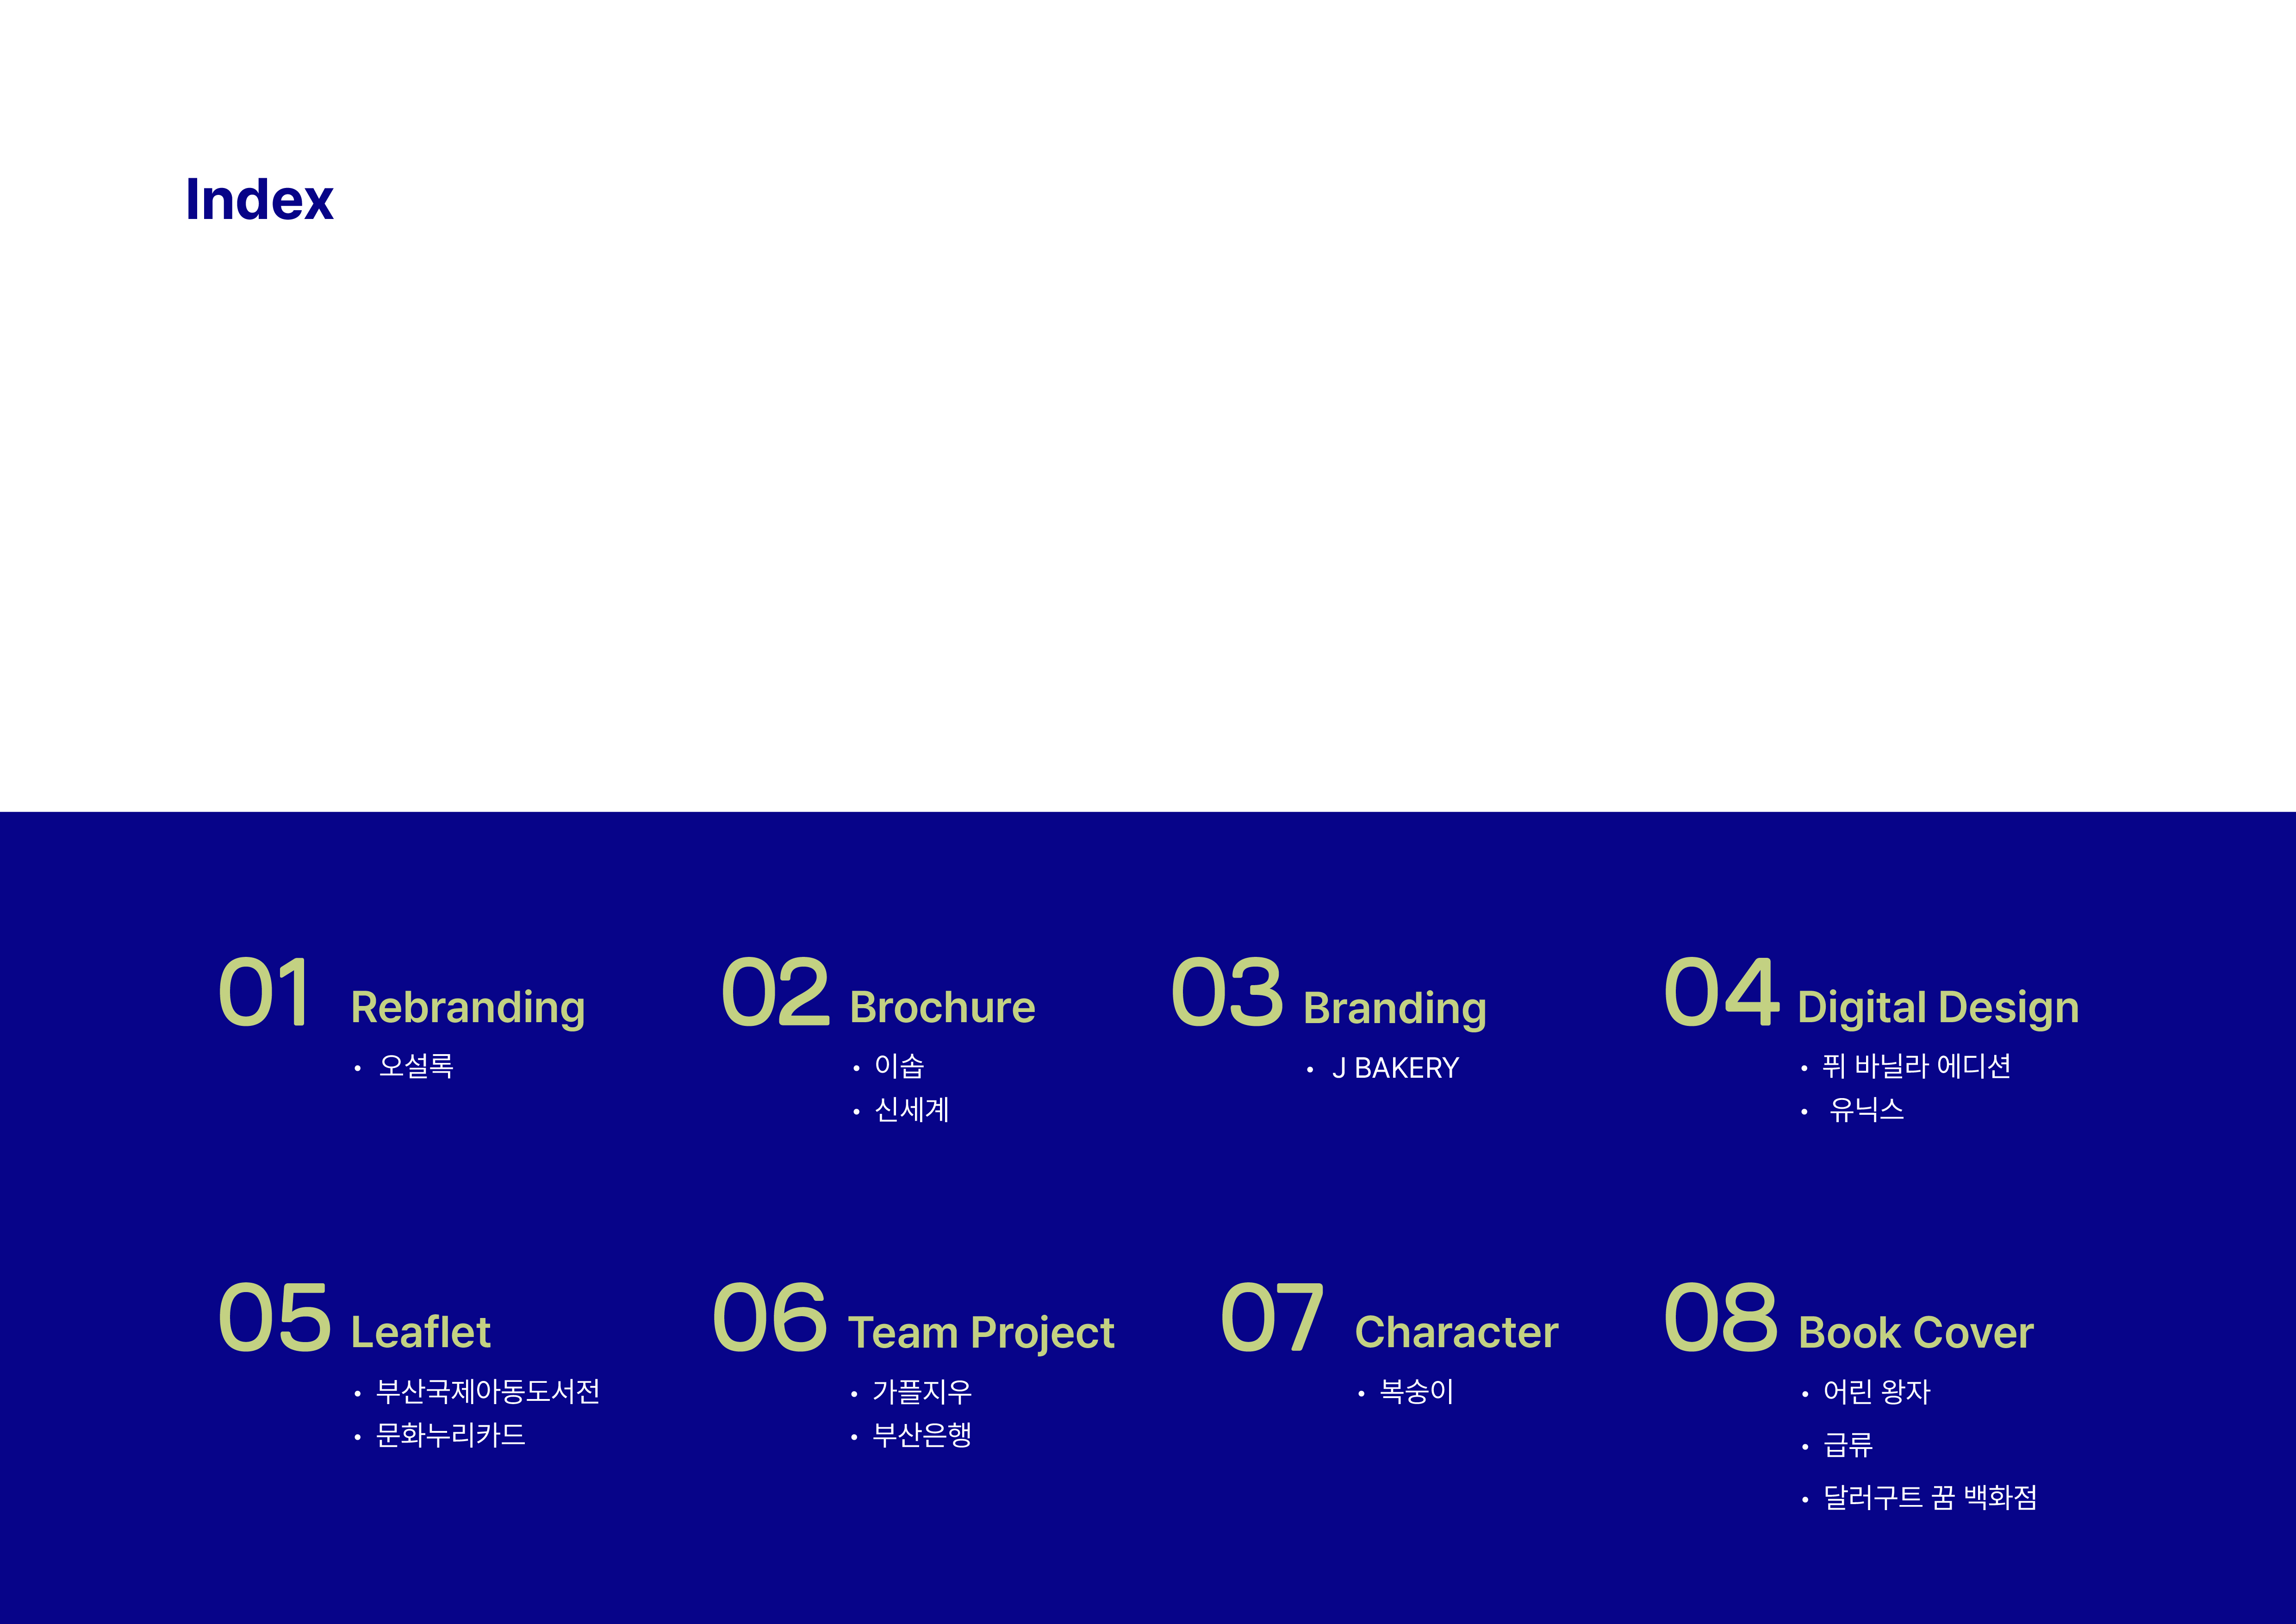 Index
01 Rebranding
• 오설록
02 Brochure
• 이솝
• 신세계
03 Branding
• J BAKERY
04 Digital Design
• 퓌 바닐라 에디션
• 유닉스
05 Leaflet
• 부산국제아동도서전
• 문화누리카드
06 Team Project
• 가플지우
• 부산은행
07 Character
• 복숭이
08 Book Cover
• 어린 왕자
• 급류
• 달러구트 꿈 백화점